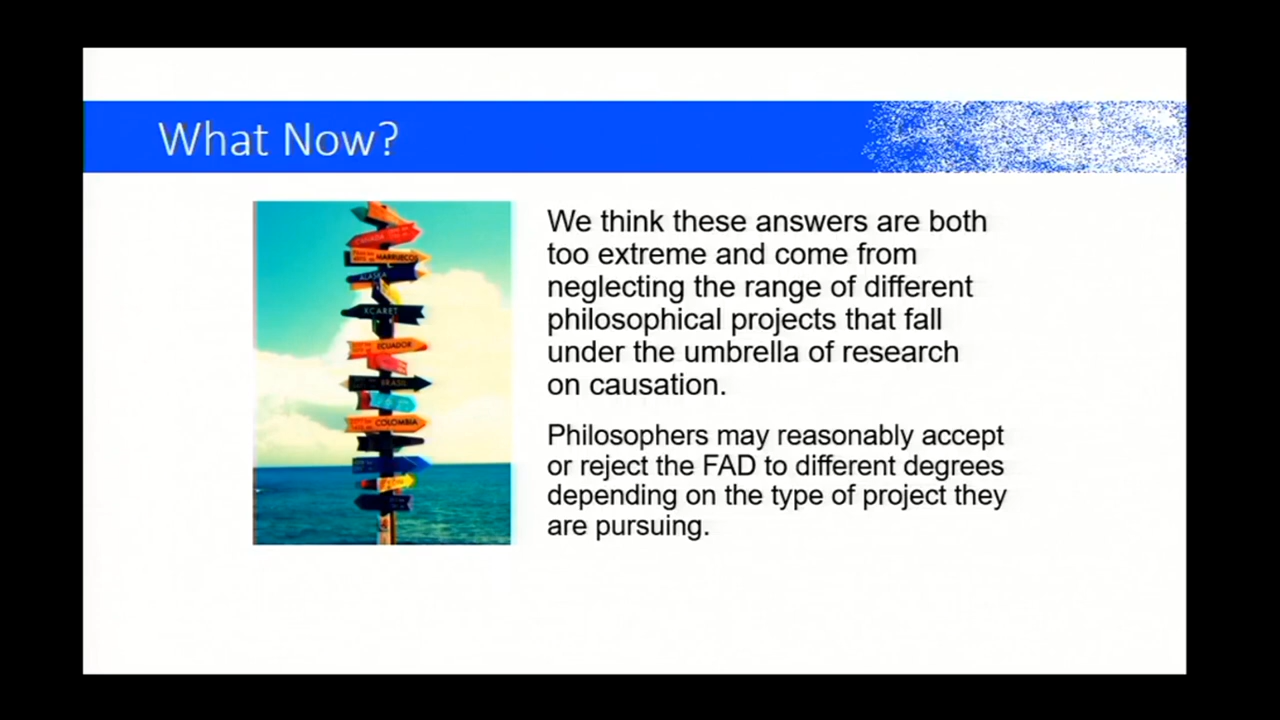 What Now?
CANADA
MARRUECOS
ALASKA
XCARET
ECUADOR
BRASIL
COLOMBIA
We think these answers are both
too extreme and come from
neglecting the range of different
philosophical projects that fall
under the umbrella of research
on causation.
Philosophers may reasonably accept
or reject the FAD to different degrees
depending on the type of project they
are pursuing.